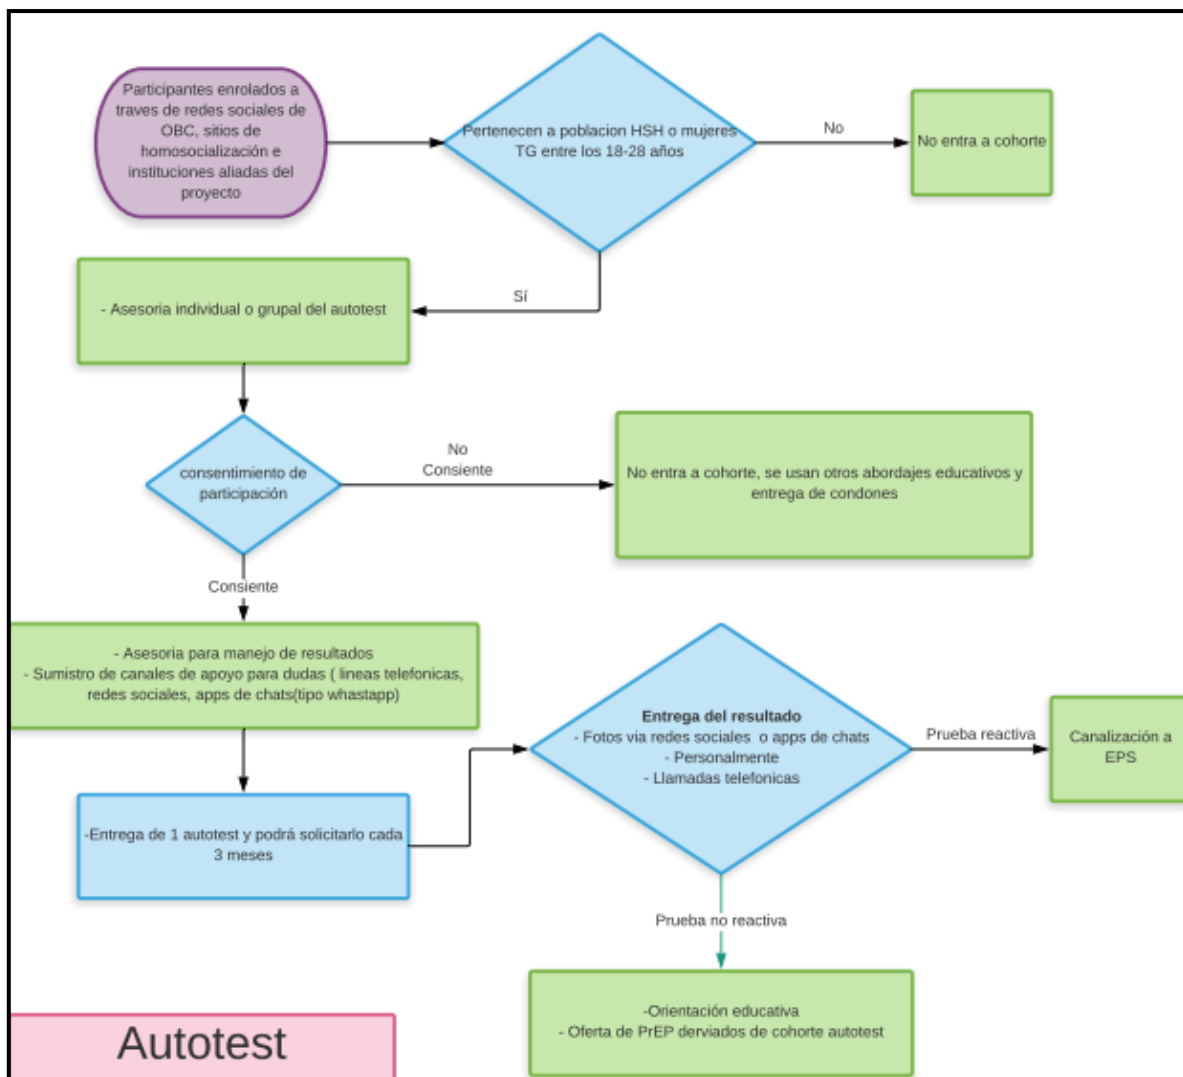 Participantes enrolados a
traves de redes sociales de
OBC, sitios de
homosocialización e
instituciones aliadas del
proyecto
Pertenecen a poblacion HSH o mujeres
TG entre los 18-28 años
No
No entra a cohorte
Sí
- Asesoria individual o grupal del autotest
consentimiento de
participación
No
Consiente
No entra a cohorte, se usan otros abordajes educativos y
entrega de condones
Consiente
- Asesoria para manejo de resultados
- Sumistro de canales de apoyo para dudas ( lineas telefonicas,
redes sociales, apps de chats(tipo whastapp)
-Entrega de 1 autotest y podrá solicitarlo cada
3 meses
Entrega del resultado
- Fotos via redes sociales o apps de chats
- Personalmente
- Llamadas telefonicas
Prueba reactiva
Canalización a
EPS
Prueba no reactiva
-Orientación educativa
- Oferta de PrEP derviados de cohorte autotest
Autotest